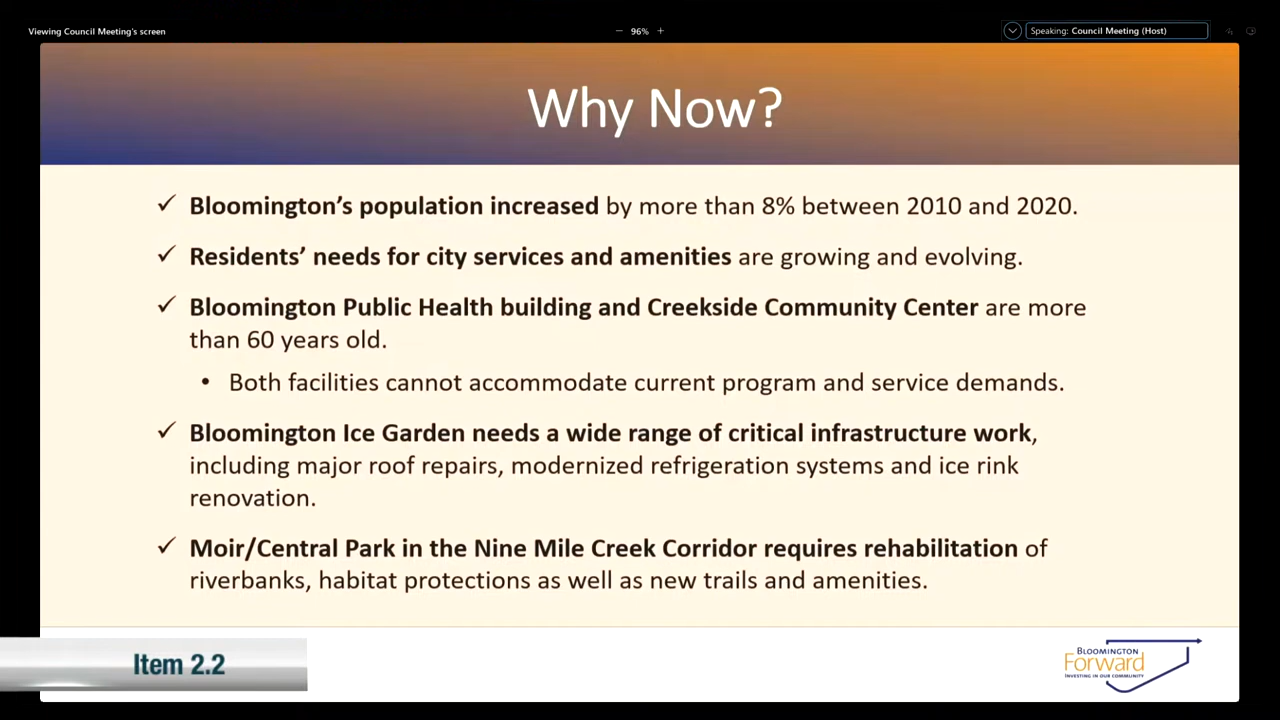 Viewing Council Meeting's screen
− 96% +
Speaking: Council Meeting (Host)
Why Now?
✓ Bloomington's population increased by more than 8% between 2010 and 2020.
✓ Residents' needs for city services and amenities are growing and evolving.
✓ Bloomington Public Health building and Creekside Community Center are more
than 60 years old.
• Both facilities cannot accommodate current program and service demands.
✓ Bloomington Ice Garden needs a wide range of critical infrastructure work,
including major roof repairs, modernized refrigeration systems and ice rink
renovation.
✓ Moir/Central Park in the Nine Mile Creek Corridor requires rehabilitation of
riverbanks, habitat protections as well as new trails and amenities.
Item 2.2
BLOOMINGTON
Forward
INVESTING IN OUR COMMUNITY